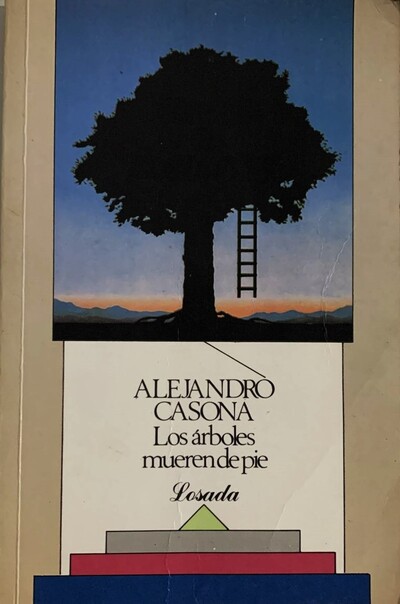 ALEJANDRO
CASONA
Los árboles
mueren de pie
Losada